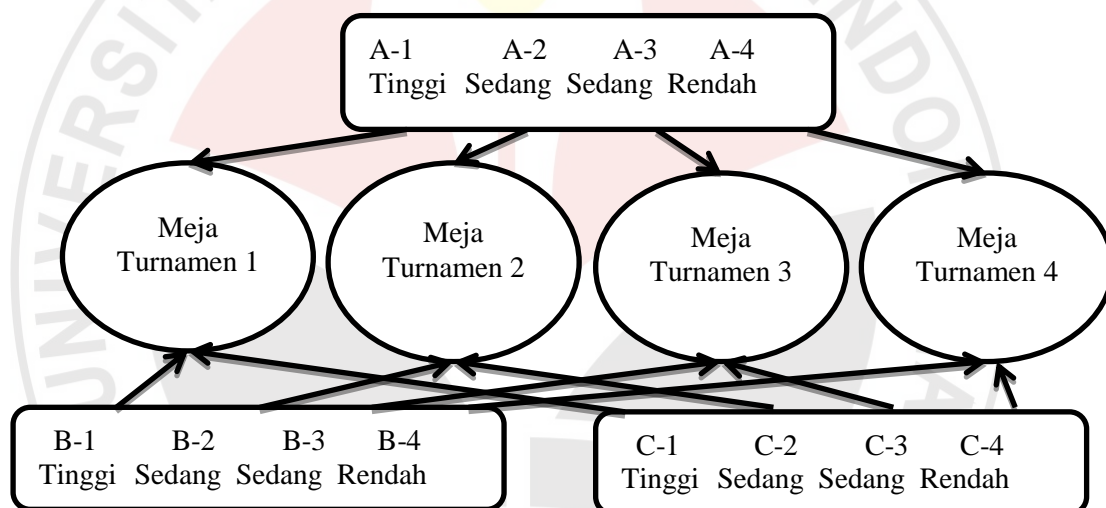 A-1 A-2 A-3 A-4
Tinggi Sedang Sedang Rendah
Meja
Turnamen 1
Meja
Turnamen 2
Meja
Turnamen 3
Meja
Turnamen 4
B-1 B-2 B-3 B-4
Tinggi Sedang Sedang Rendah
C-1 C-2 C-3 C-4
Tinggi Sedang Sedang Rendah